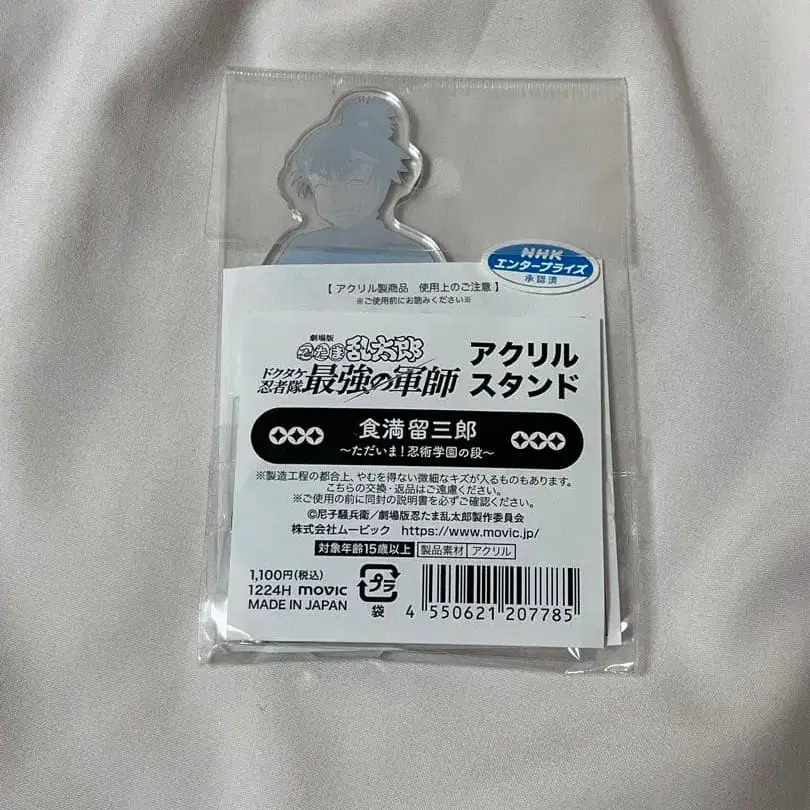 NHK
エンタープライズ
承認済
【 アクリル製商品 使用上のご注意 】
※ご使用前にお読みください※
劇場版
忍たま乱太郎
ドクタケ忍者隊 最強の軍師
アクリル
スタンド
食満留三郎
～ただいま!忍術学園の段～
※製造工程の都合上、やむを得ない微細なキズが入るものもあります。
こちらの交換・返品はご遠慮ください。
※ご使用の前に同封の説明書を必ずご確認ください。
©尼子騒兵衛／劇場版忍たま乱太郎製作委員会
株式会社ムービック https://www.movic.jp/
対象年齢15歳以上 製品素材 アクリル
1,100円(税込)
1224H movic
MADE IN JAPAN
プラ
袋
4 550621 207785